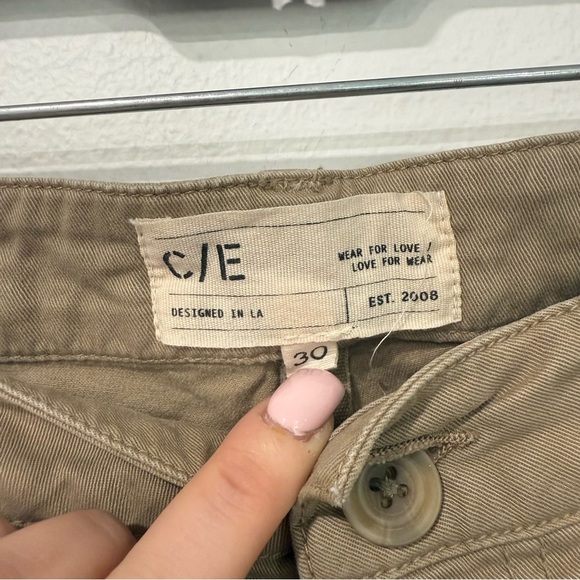 C/E
WEAR FOR LOVE /
LOVE FOR WEAR
DESIGNED IN LA
EST. 2008
30